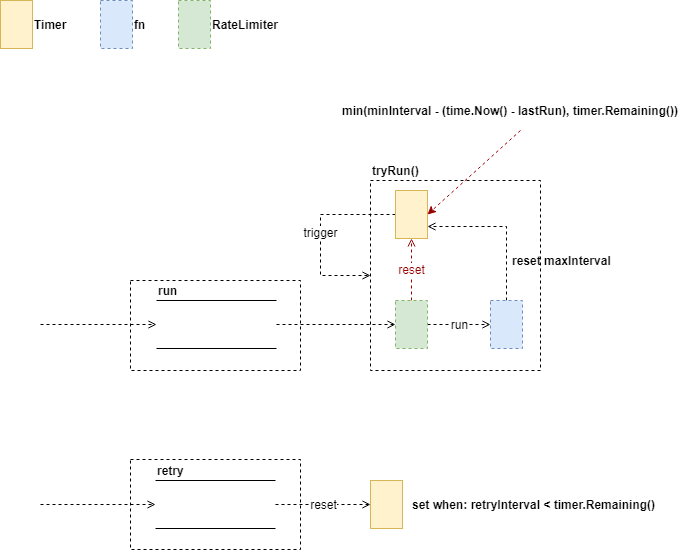 Timer
fn
RateLimiter
min(minInterval - (time.Now() - lastRun), timer.Remaining())
tryRun()
trigger
reset
reset maxInterval
run
run
retry
reset
set when: retryInterval < timer.Remaining()